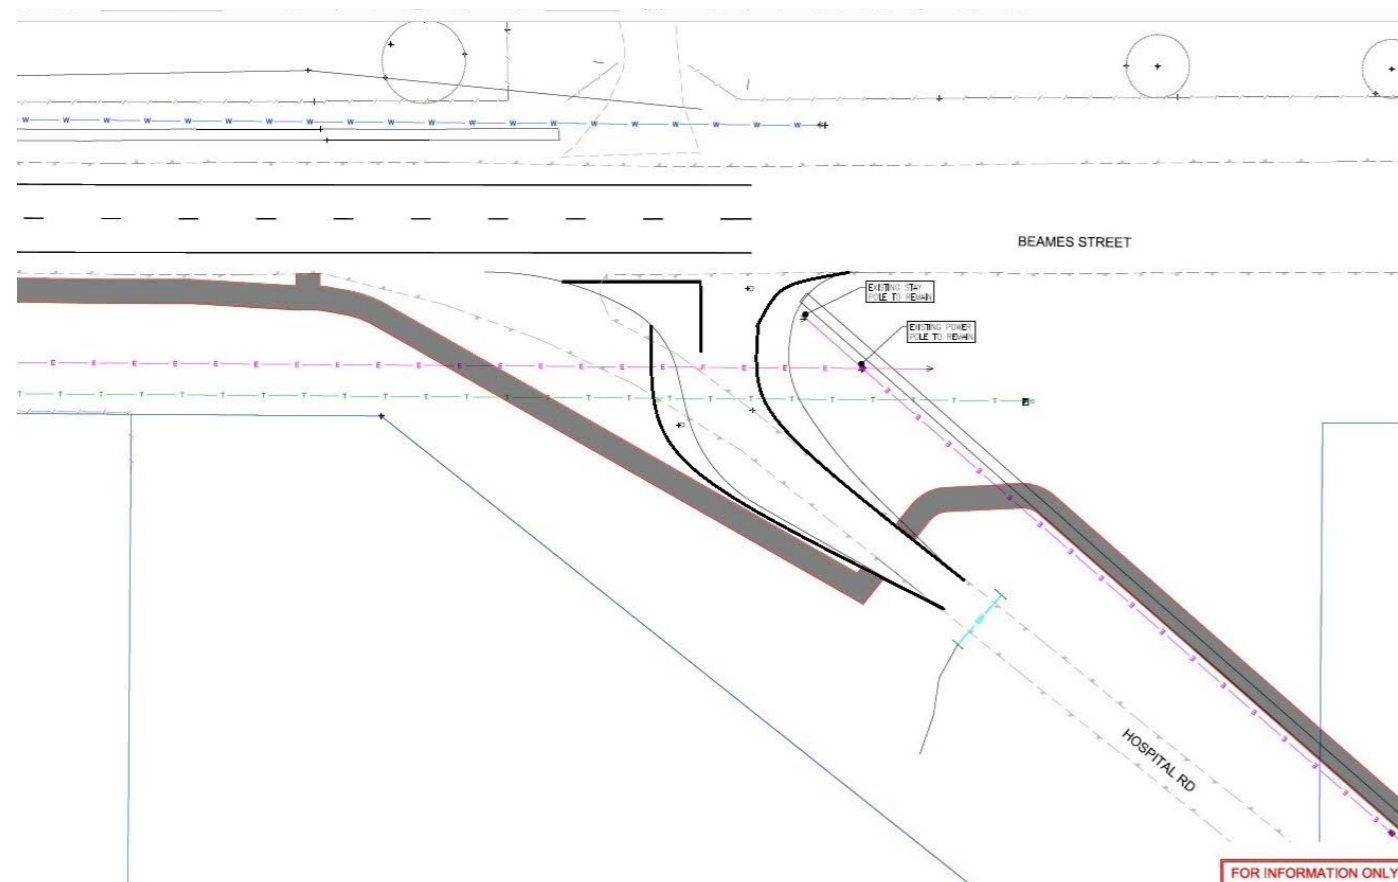 W W W W W W W W W W W W W W W W W W W W
BEAMES STREET
EXISTING STAY
POLE TO REMAIN
EXISTING POWER
POLE TO REMAIN
E E E E E E E E E E E E E E E E E E E E E
T T T T T T T T T T T T T T T T T T T T T T T T T
HOSPITAL RD
FOR INFORMATION ONLY